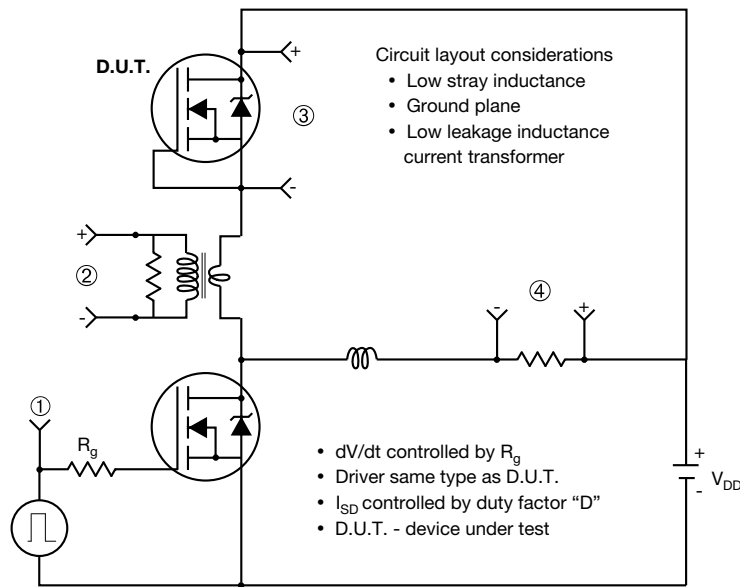 D.U.T.
+
③
-
Circuit layout considerations
• Low stray inductance
• Ground plane
• Low leakage inductance
current transformer
+
②
-
④
-
+
①
Rg
• dV/dt controlled by Rg
• Driver same type as D.U.T.
• ISD controlled by duty factor “D”
• D.U.T. - device under test
+
VDD
-